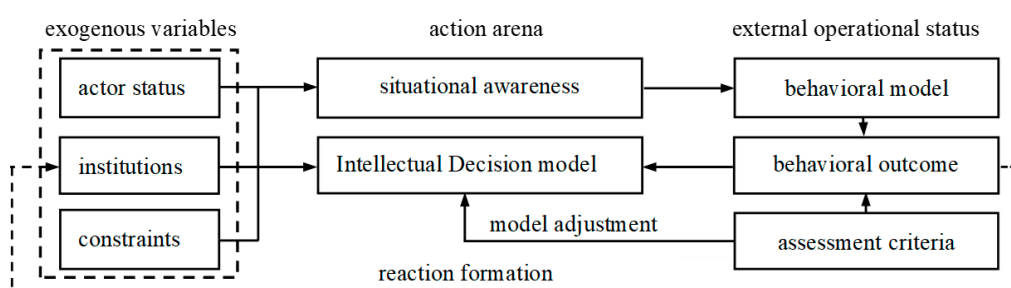 exogenous variables
action arena
external operational status
actor status
situational awareness
behavioral model
institutions
Intellectual Decision model
behavioral outcome
constraints
model adjustment
assessment criteria
reaction formation